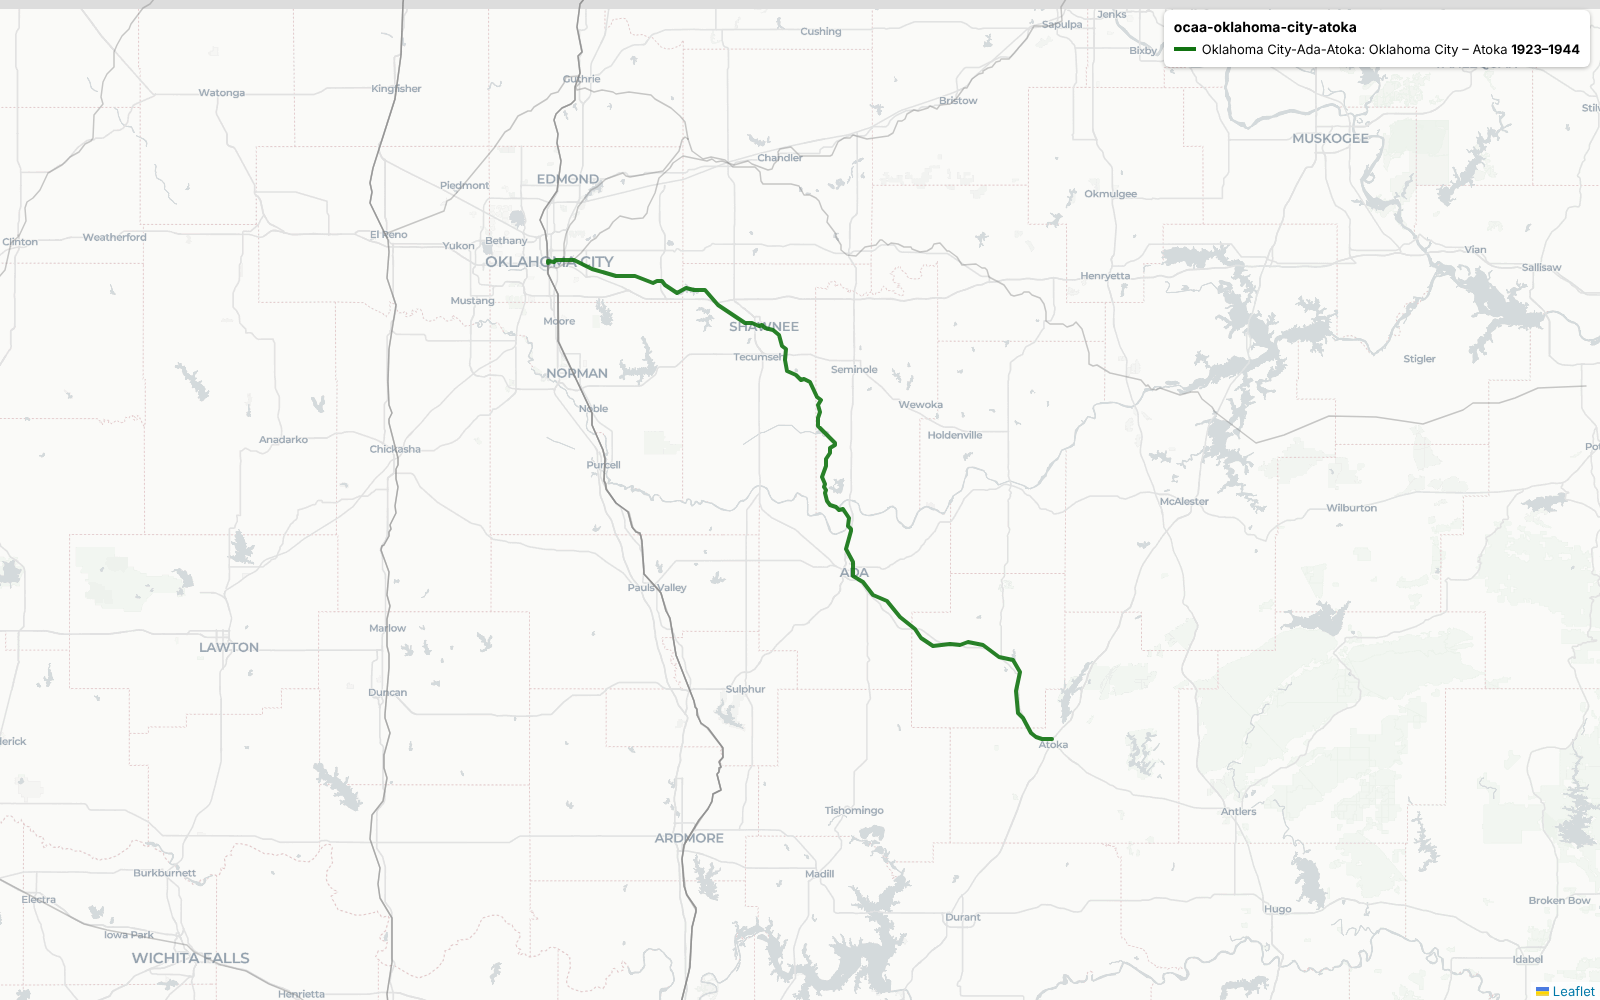 ocaa-oklahoma-city-atoka
Oklahoma City-Ada-Atoka: Oklahoma City – Atoka 1923–1944
Cushing
Sapulpa
Jenks
Bixby
Guthrie
Kingfisher
Watonga
Bristow
MUSKOGEE
Chandler
EDMOND
Piedmont
Okmulgee
Clinton
Weatherford
El Reno
Yukon
Bethany
OKLAHOMA CITY
Vian
Sallisaw
Henryetta
Mustang
Moore
SHAWNEE
Tecumseh
Seminole
Stigler
NORMAN
Noble
Wewoka
Anadarko
Chickasha
Holdenville
Purcell
McAlester
Wilburton
ADA
Pauls Valley
Marlow
LAWTON
Duncan
Sulphur
Atoka
Tishomingo
Antlers
ARDMORE
Burkburnett
Madill
Electra
Broken Bow
Iowa Park
Durant
Hugo
WICHITA FALLS
Idabel
Henrietta
Leaflet